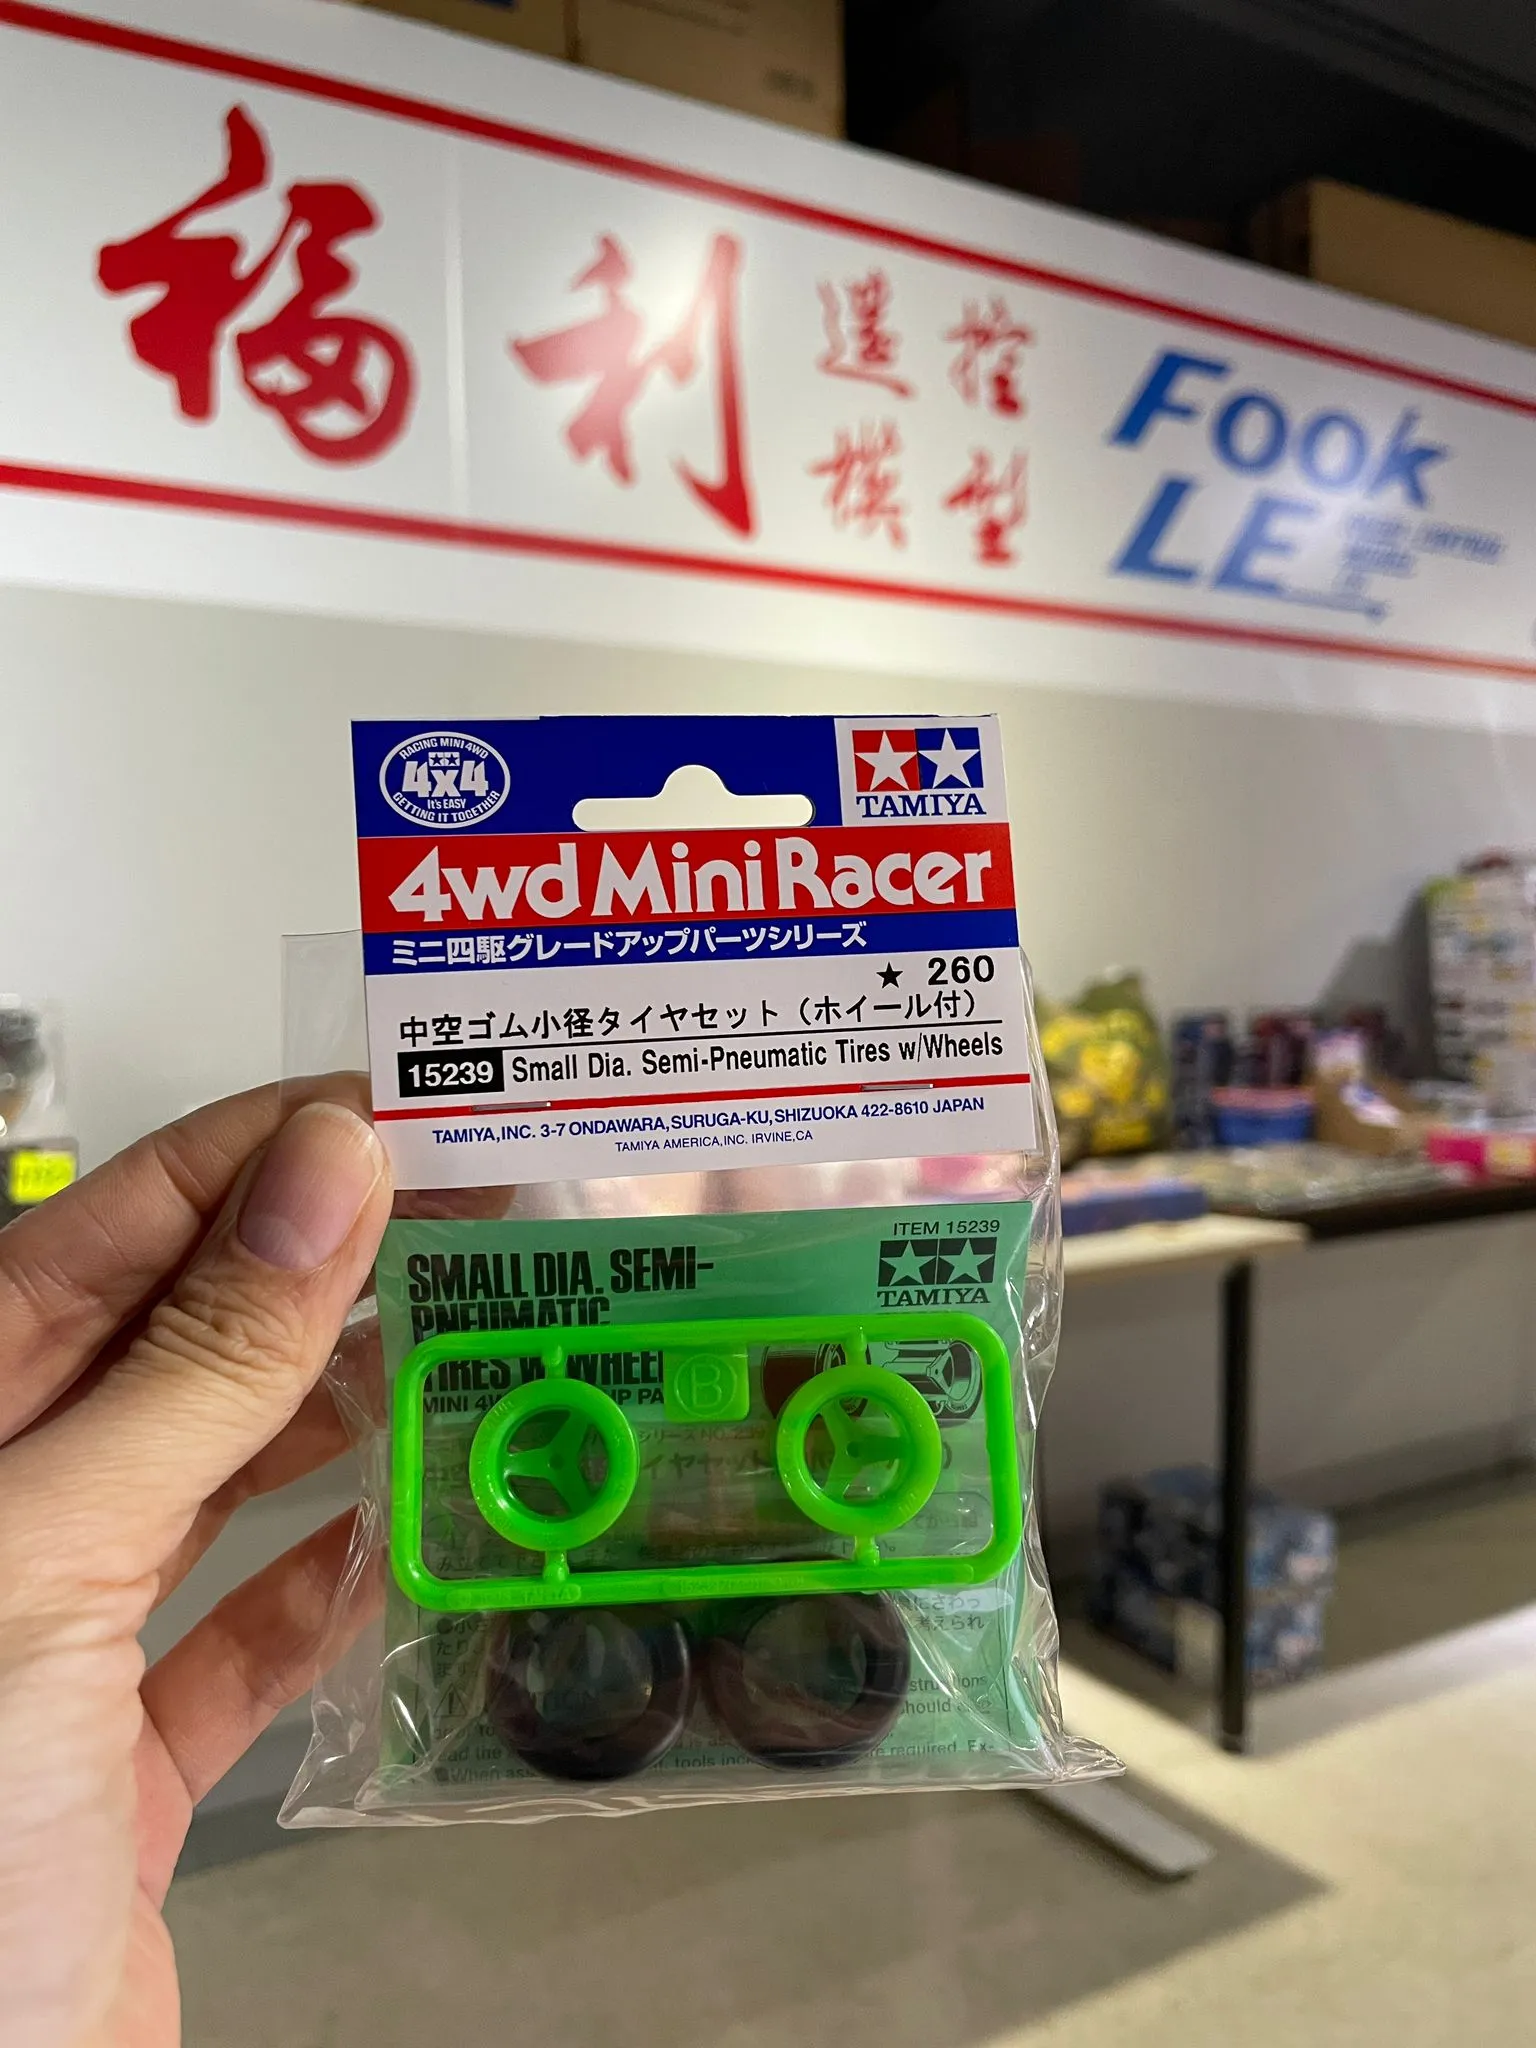 福利
遙控
模型
FOOK
LE
RACING MINI 4WD
4x4
It's EASY
GETTING IT TOGETHER
TAMIYA
4wd Mini Racer
ミニ四駆グレードアップパーツシリーズ
★ 260
中空ゴム小径タイヤセット（ホイール付）
15239 Small Dia. Semi-Pneumatic Tires w/Wheels
TAMIYA, INC. 3-7 ONDAWARA, SURUGA-KU, SHIZUOKA 422-8610 JAPAN
TAMIYA AMERICA, INC. IRVINE, CA
ITEM 15239
TAMIYA
SMALL DIA. SEMI-
PNEUMATIC
TIRES W/WHEEL
MINI 4W
B